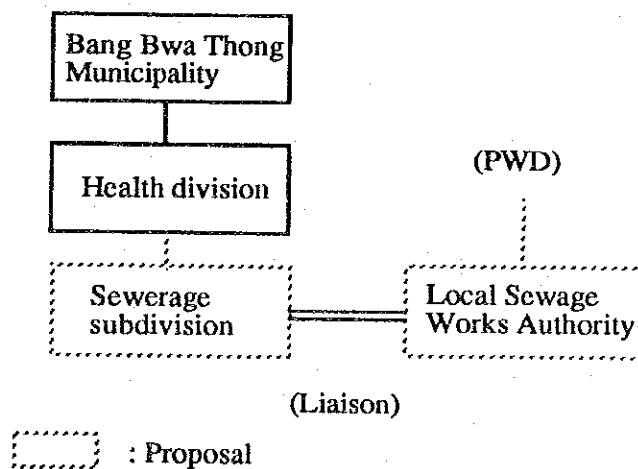 Bang Bwa Thong
Municipality
Health division
(PWD)
Sewerage
subdivision
Local Sewage
Works Authority
(Liaison)
: Proposal